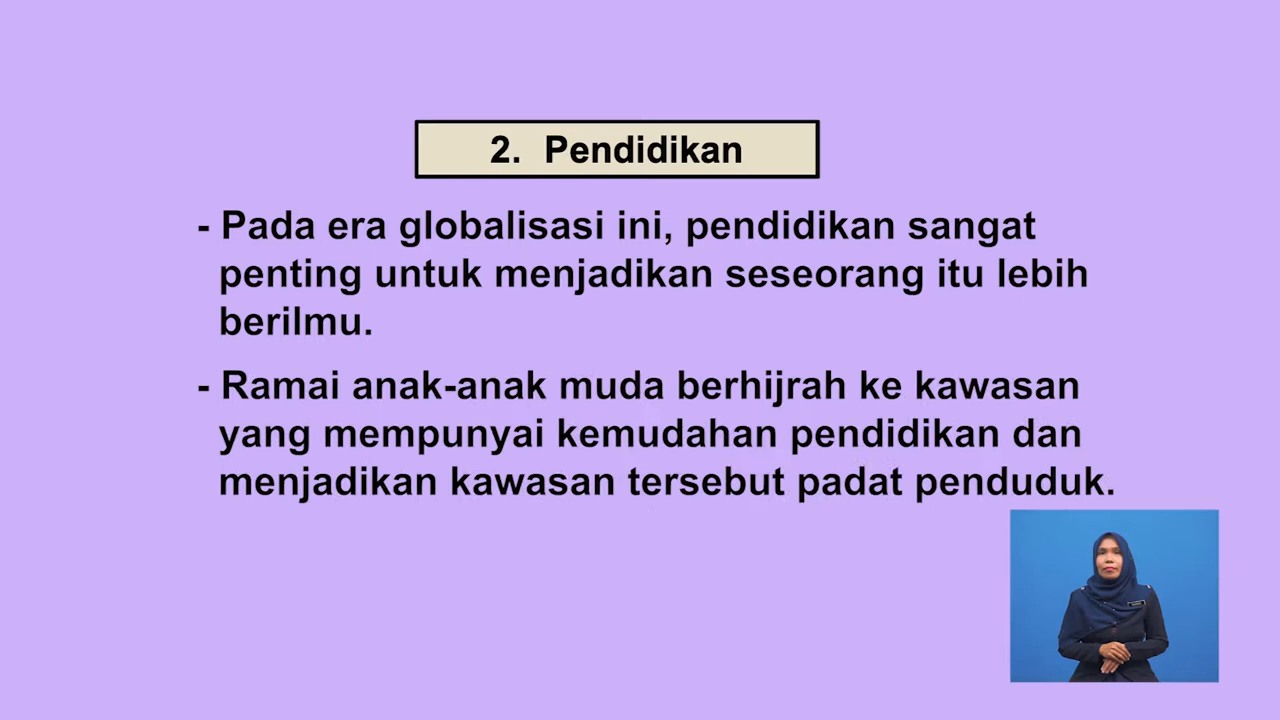 2. Pendidikan
- Pada era globalisasi ini, pendidikan sangat
penting untuk menjadikan seseorang itu lebih
berilmu.
- Ramai anak-anak muda berhijrah ke kawasan
yang mempunyai kemudahan pendidikan dan
menjadikan kawasan tersebut padat penduduk.